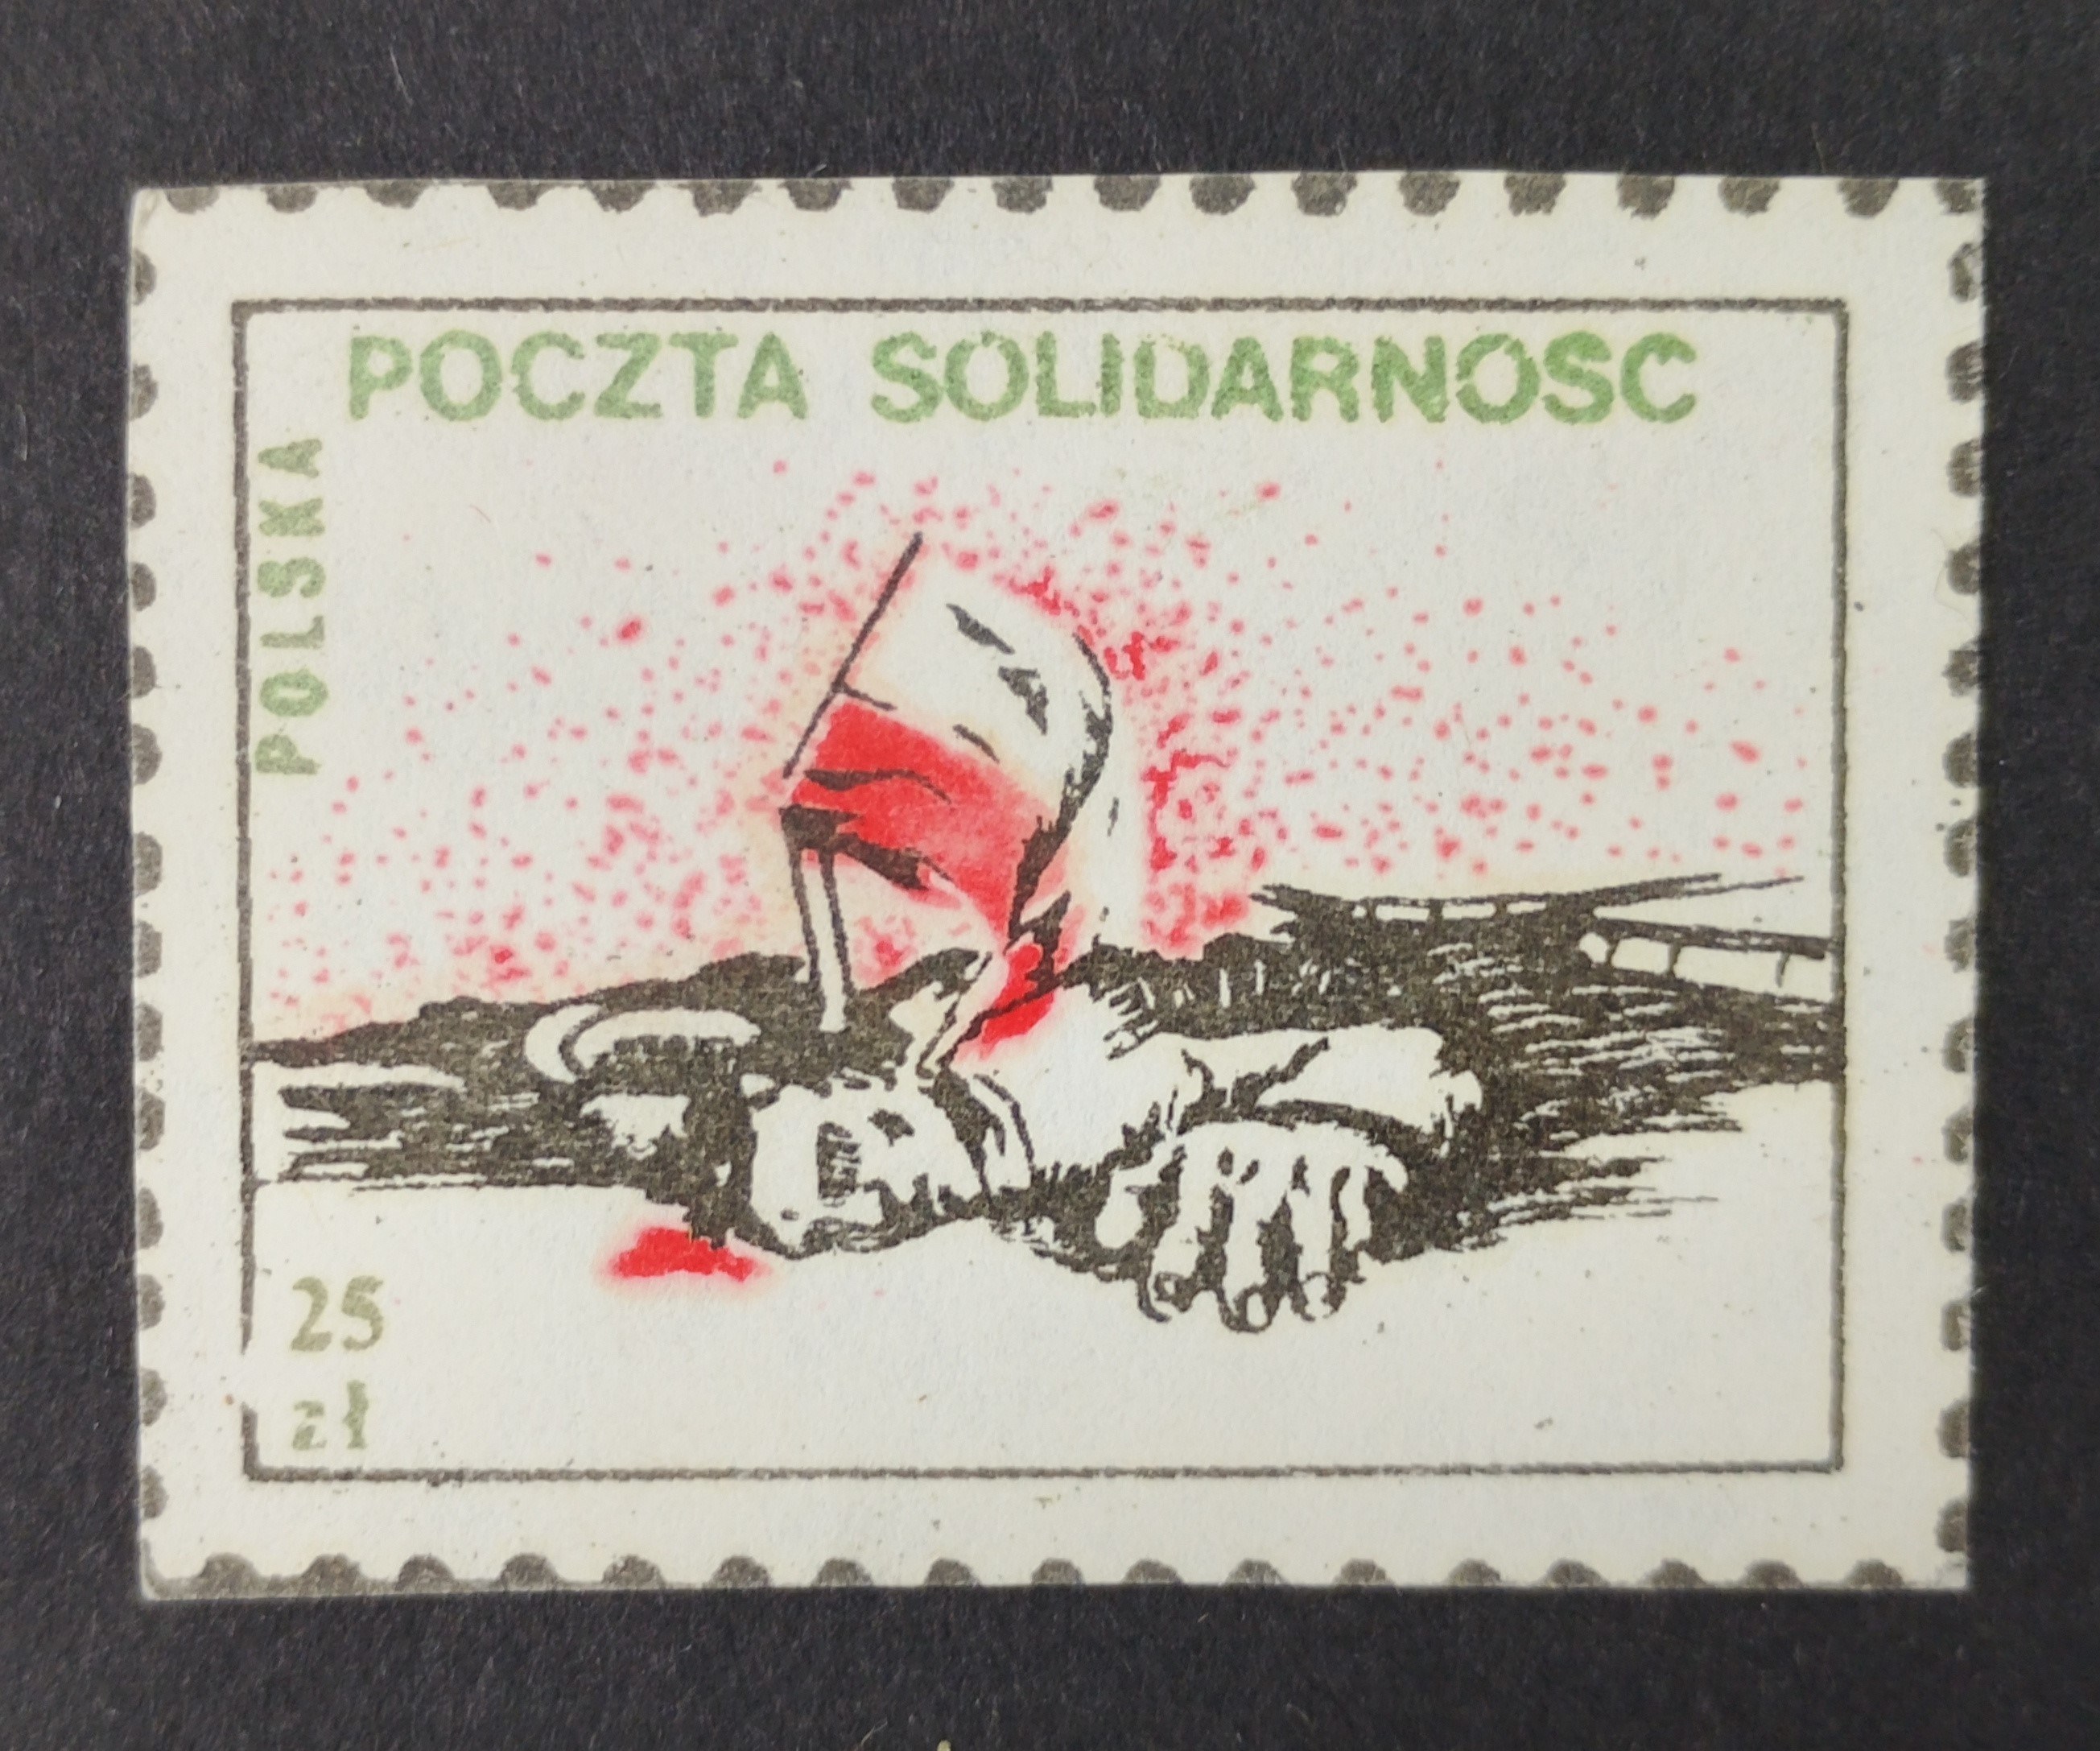 POCZTA SOLIDARNOSC
POLSKA
25
zł